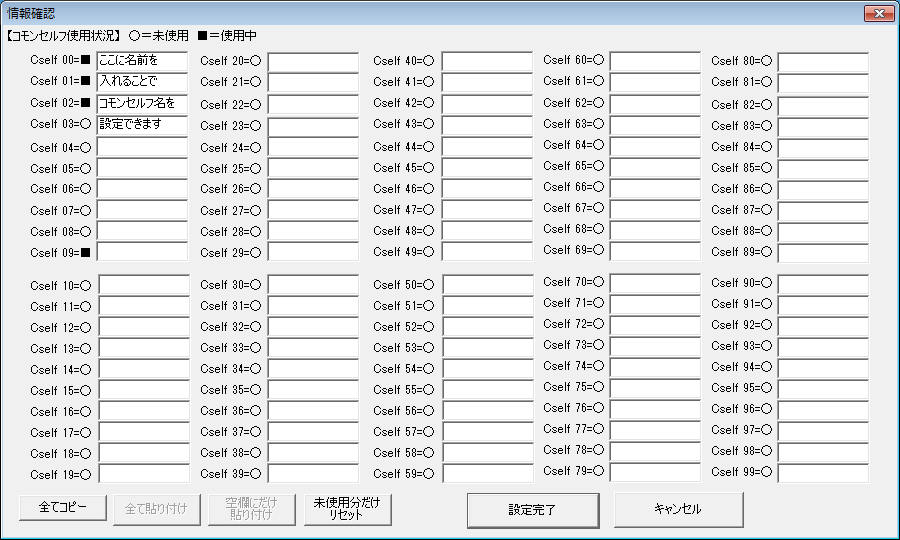 情報確認
【コモンセルフ使用状況】 ○＝未使用 ■＝使用中
Cself 00=■ ここに名前を Cself 20=○ Cself 40=○ Cself 60=○ Cself 80=○
Cself 01=■ 入れることで Cself 21=○ Cself 41=○ Cself 61=○ Cself 81=○
Cself 02=■ コモンセルフ名を Cself 22=○ Cself 42=○ Cself 62=○ Cself 82=○
Cself 03=○ 設定できます Cself 23=○ Cself 43=○ Cself 63=○ Cself 83=○
Cself 04=○ Cself 24=○ Cself 44=○ Cself 64=○ Cself 84=○
Cself 05=○ Cself 25=○ Cself 45=○ Cself 65=○ Cself 85=○
Cself 06=○ Cself 26=○ Cself 46=○ Cself 66=○ Cself 86=○
Cself 07=○ Cself 27=○ Cself 47=○ Cself 67=○ Cself 87=○
Cself 08=○ Cself 28=○ Cself 48=○ Cself 68=○ Cself 88=○
Cself 09=■ Cself 29=○ Cself 49=○ Cself 69=○ Cself 89=○
Cself 10=○ Cself 30=○ Cself 50=○ Cself 70=○ Cself 90=○
Cself 11=○ Cself 31=○ Cself 51=○ Cself 71=○ Cself 91=○
Cself 12=○ Cself 32=○ Cself 52=○ Cself 72=○ Cself 92=○
Cself 13=○ Cself 33=○ Cself 53=○ Cself 73=○ Cself 93=○
Cself 14=○ Cself 34=○ Cself 54=○ Cself 74=○ Cself 94=○
Cself 15=○ Cself 35=○ Cself 55=○ Cself 75=○ Cself 95=○
Cself 16=○ Cself 36=○ Cself 56=○ Cself 76=○ Cself 96=○
Cself 17=○ Cself 37=○ Cself 57=○ Cself 77=○ Cself 97=○
Cself 18=○ Cself 38=○ Cself 58=○ Cself 78=○ Cself 98=○
Cself 19=○ Cself 39=○ Cself 59=○ Cself 79=○ Cself 99=○
全てコピー
全て貼り付け
空欄にだけ
貼り付け
未使用分だけ
リセット
設定完了
キャンセル